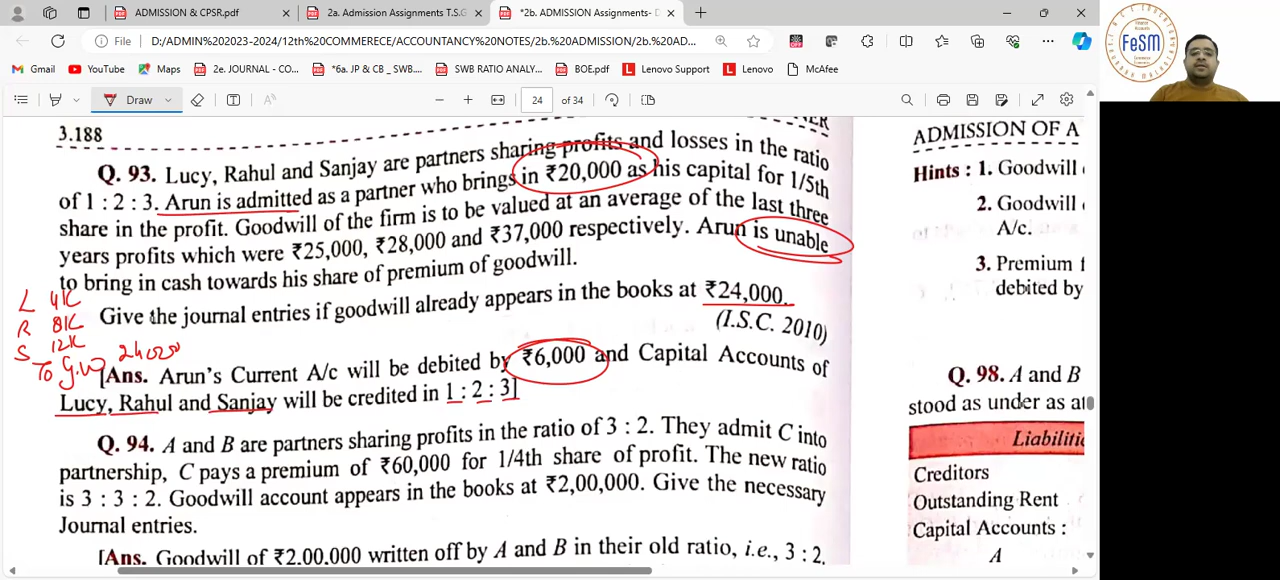 ADMISSION & CPSR.pdf
2a. Admission Assignments T.S.G
*2b. ADMISSION Assignments- D
File
D:/ADMIN%202023-2024/12th%20COMMERECE/ACCOUNTANCY%20NOTES/2b.%20ADMISSION/2b.%20AD...
Gmail
YouTube
Maps
2e. JOURNAL - CO...
*6a. JP & CB _ SWB....
SWB RATIO ANALY...
BOE.pdf
Lenovo Support
Lenovo
McAfee
Draw
24 of 34
3.188
Q. 93. Lucy, Rahul and Sanjay are partners sharing profits and losses in the ratio
of 1 : 2 : 3. Arun is admitted as a partner who brings in ₹20,000 as his capital for 1/5th
share in the profit. Goodwill of the firm is to be valued at an average of the last three
years profits which were ₹25,000, ₹28,000 and ₹37,000 respectively. Arun is unable
to bring in cash towards his share of premium of goodwill.
Give the journal entries if goodwill already appears in the books at ₹24,000.
(I.S.C. 2010)
L 4K
R 8K
S 12K
To G.W 24000
[Ans. Arun's Current A/c will be debited by ₹6,000 and Capital Accounts of
Lucy, Rahul and Sanjay will be credited in 1 : 2 : 3]
Q. 94. A and B are partners sharing profits in the ratio of 3 : 2. They admit C into
partnership, C pays a premium of ₹60,000 for 1/4th share of profit. The new ratio
is 3 : 3 : 2. Goodwill account appears in the books at ₹2,00,000. Give the necessary
Journal entries.
[Ans. Goodwill of ₹2,00,000 written off by A and B in their old ratio, i.e., 3 : 2.
ADMISSION OF A
Hints : 1. Goodwill
2. Goodwill
A/c.
3. Premium f
debited by
Q. 98. A and B
stood as under as at
Liabiliti
Creditors
Outstanding Rent
Capital Accounts :
A
FeSM